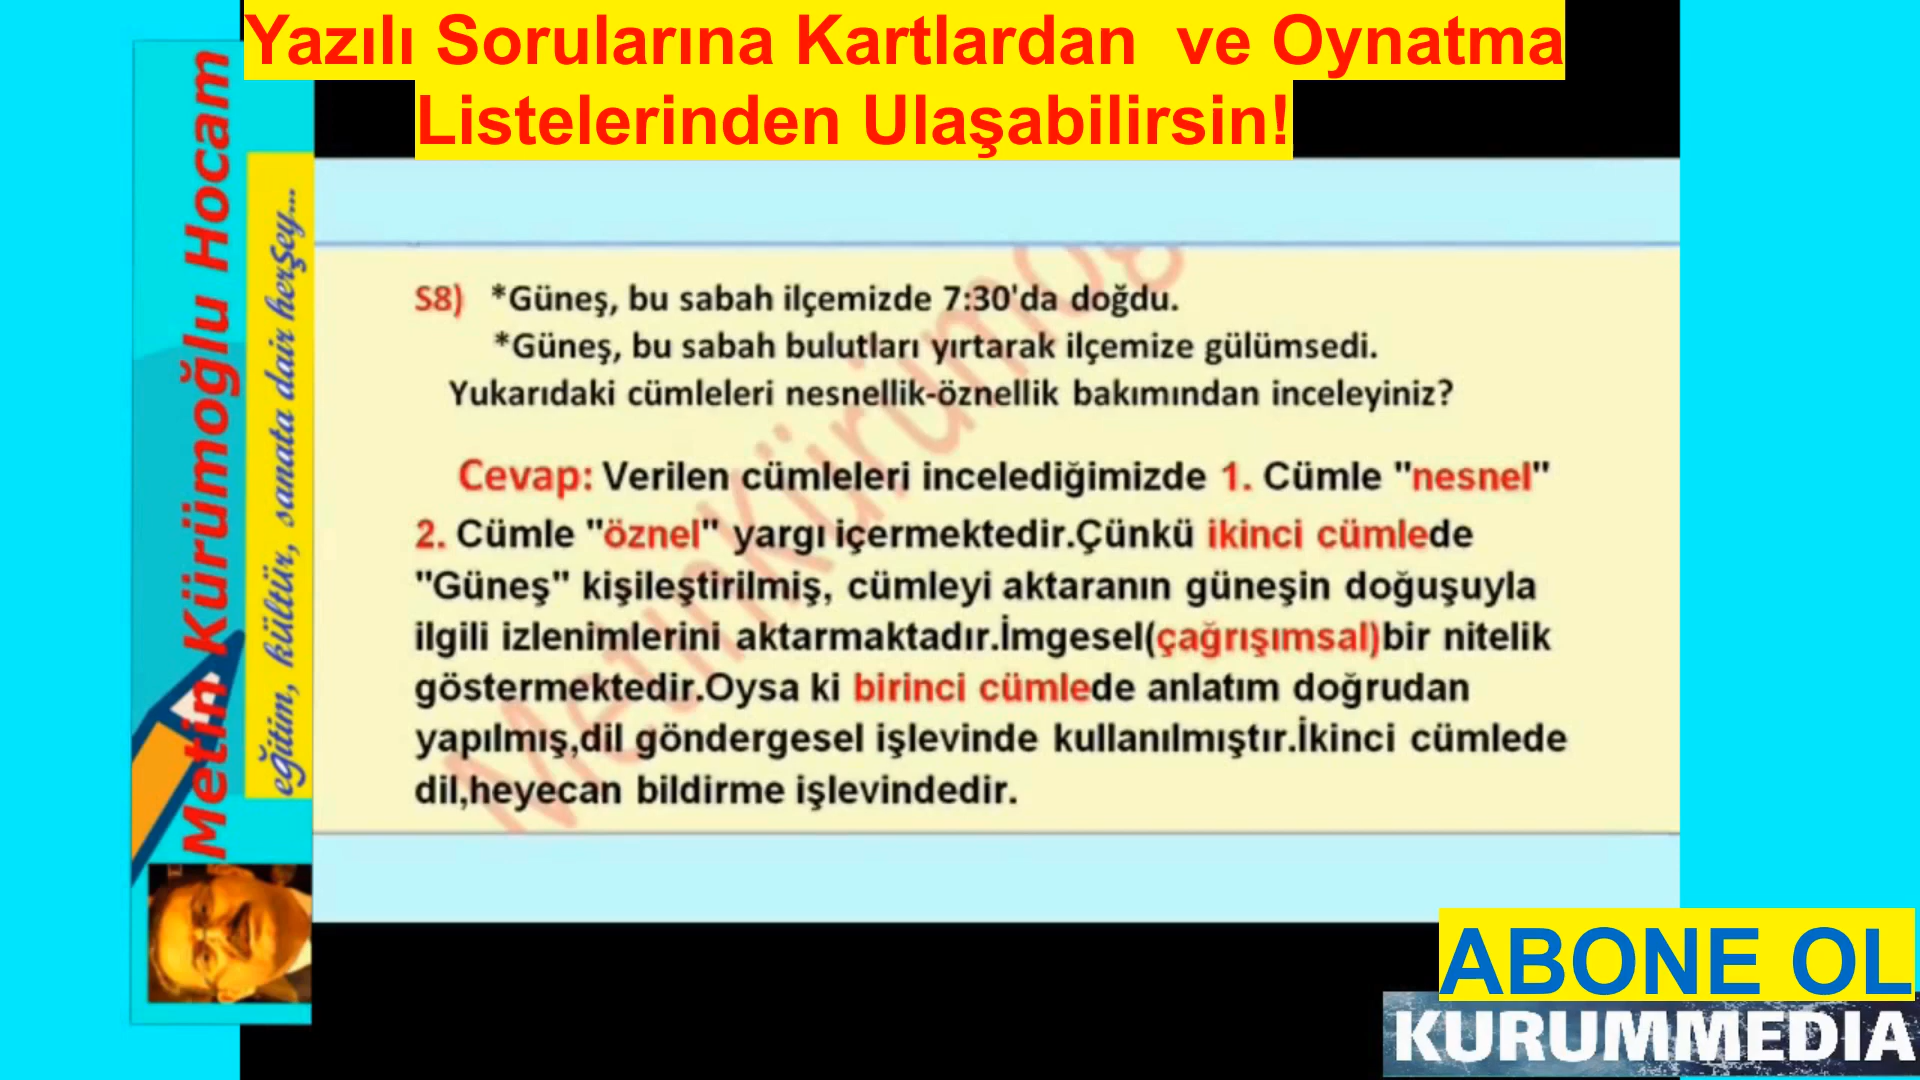 Yazılı Sorularına Kartlardan ve Oynatma
Listelerinden Ulaşabilirsin!
Metin Kürümoğlu Hocam
eğitim, kültür, sanata dair herşey...
S8) *Güneş, bu sabah ilçemizde 7:30'da doğdu.
*Güneş, bu sabah bulutları yırtarak ilçemize gülümsedi.
Yukarıdaki cümleleri nesnellik-öznellik bakımından inceleyiniz?
Cevap: Verilen cümleleri incelediğimizde 1. Cümle "nesnel"
2. Cümle "öznel" yargı içermektedir.Çünkü ikinci cümlede
"Güneş" kişileştirilmiş, cümleyi aktaranın güneşin doğuşuyla
ilgili izlenimlerini aktarmaktadır.İmgesel(çağrışımsal)bir nitelik
göstermektedir.Oysa ki birinci cümlede anlatım doğrudan
yapılmış,dil göndergesel işlevinde kullanılmıştır.İkinci cümlede
dil,heyecan bildirme işlevindedir.
ABONE OL
KURUMMEDIA